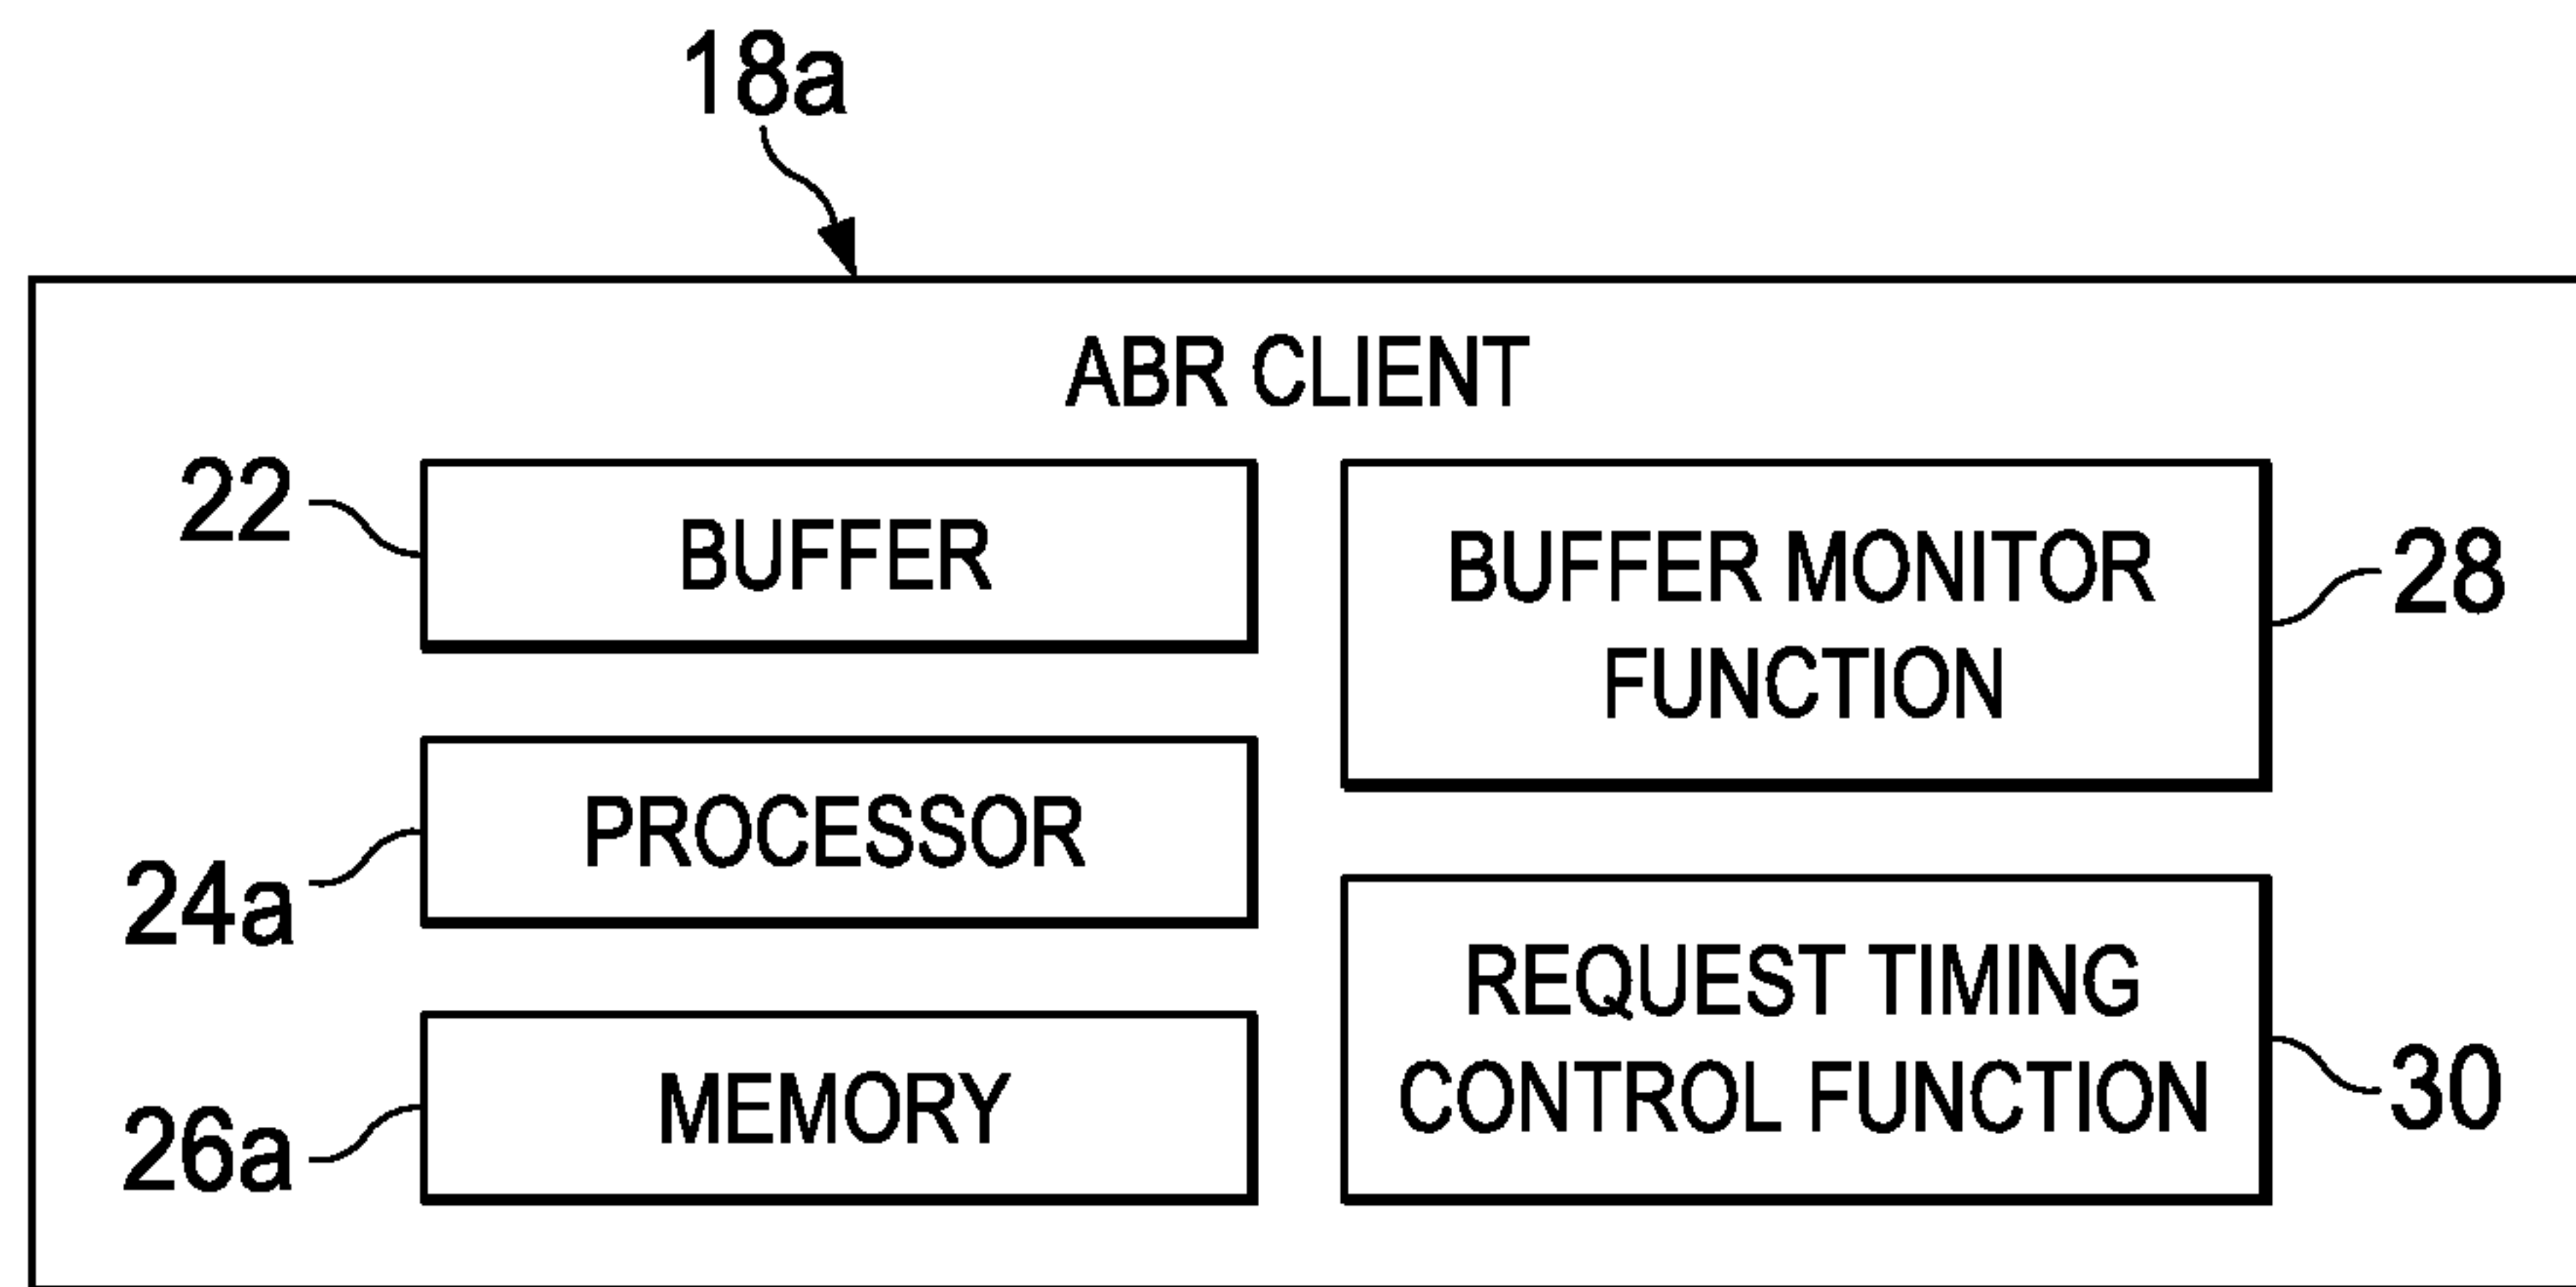 18a
ABR CLIENT
22
BUFFER
24a
PROCESSOR
26a
MEMORY
BUFFER MONITOR
FUNCTION
28
REQUEST TIMING
CONTROL FUNCTION
30